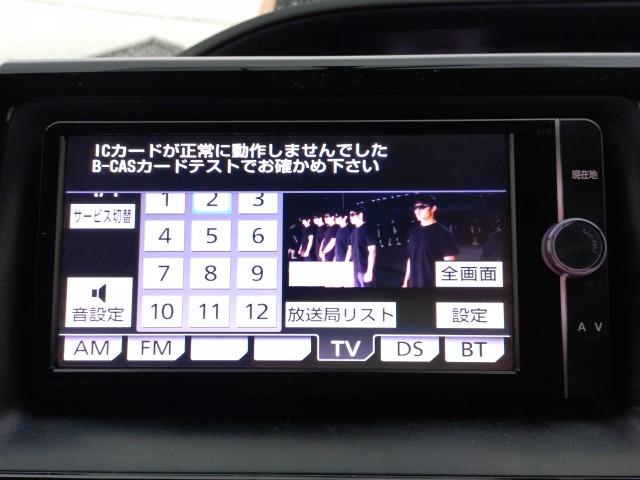 ICカードが正常に動作しませんでした
B-CASカードテストでお確かめ下さい
現在地
サービス切替
1 2 3
4 5 6
7 8 9
10 11 12
音設定
全画面
放送局リスト
設定
MENU
A V
AM FM TV DS BT